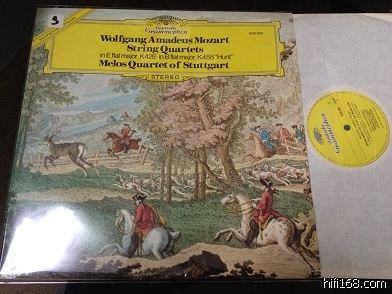 3
Deutsche
Grammophon
Wolfgang Amadeus Mozart
String Quartets
in E flat major, K.428 · in B flat major, K.458 "Hunt"
Melos Quartet of Stuttgart
STEREO
hifi168.com